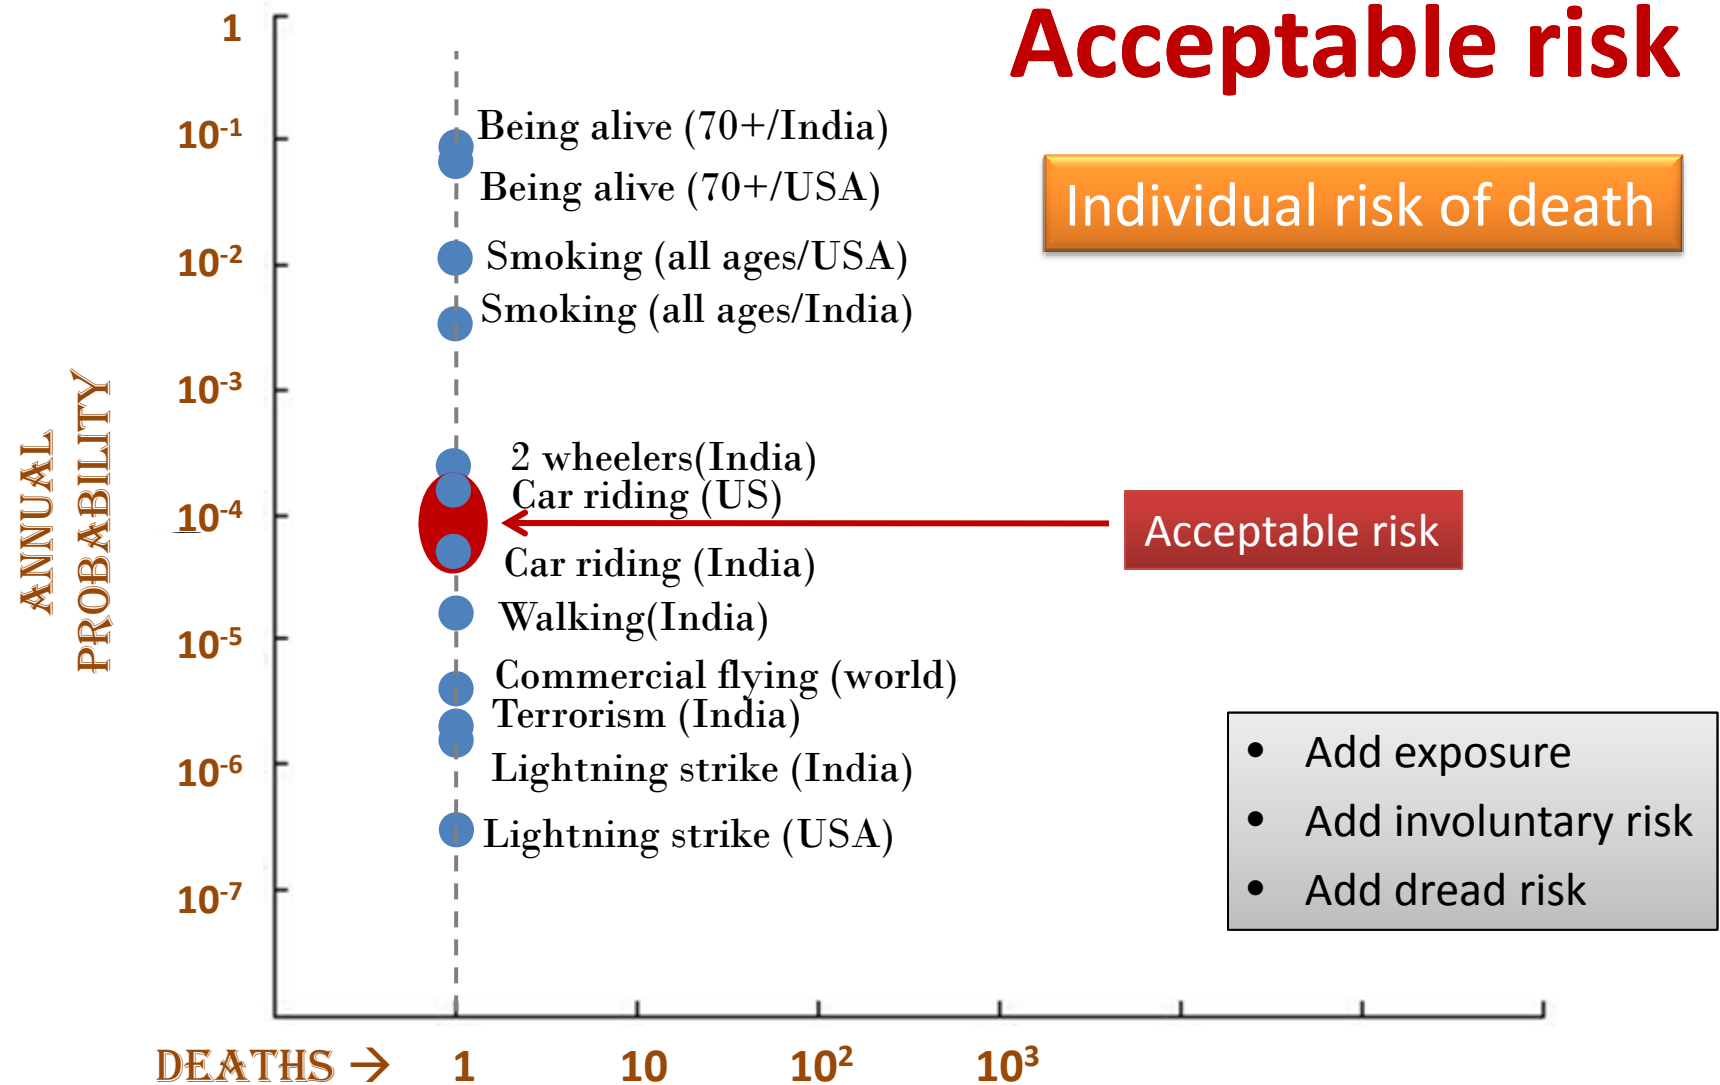 Acceptable risk
Individual risk of death
1
10-1
10-2
10-3
10-4
10-5
10-6
10-7
ANNUAL
PROBABILITY
Being alive (70+/India)
Being alive (70+/USA)
Smoking (all ages/USA)
Smoking (all ages/India)
2 wheelers(India)
Car riding (US)
Acceptable risk
Car riding (India)
Walking(India)
Commercial flying (world)
Terrorism (India)
Lightning strike (India)
Lightning strike (USA)
• Add exposure
• Add involuntary risk
• Add dread risk
DEATHS → 1 10 10² 10³